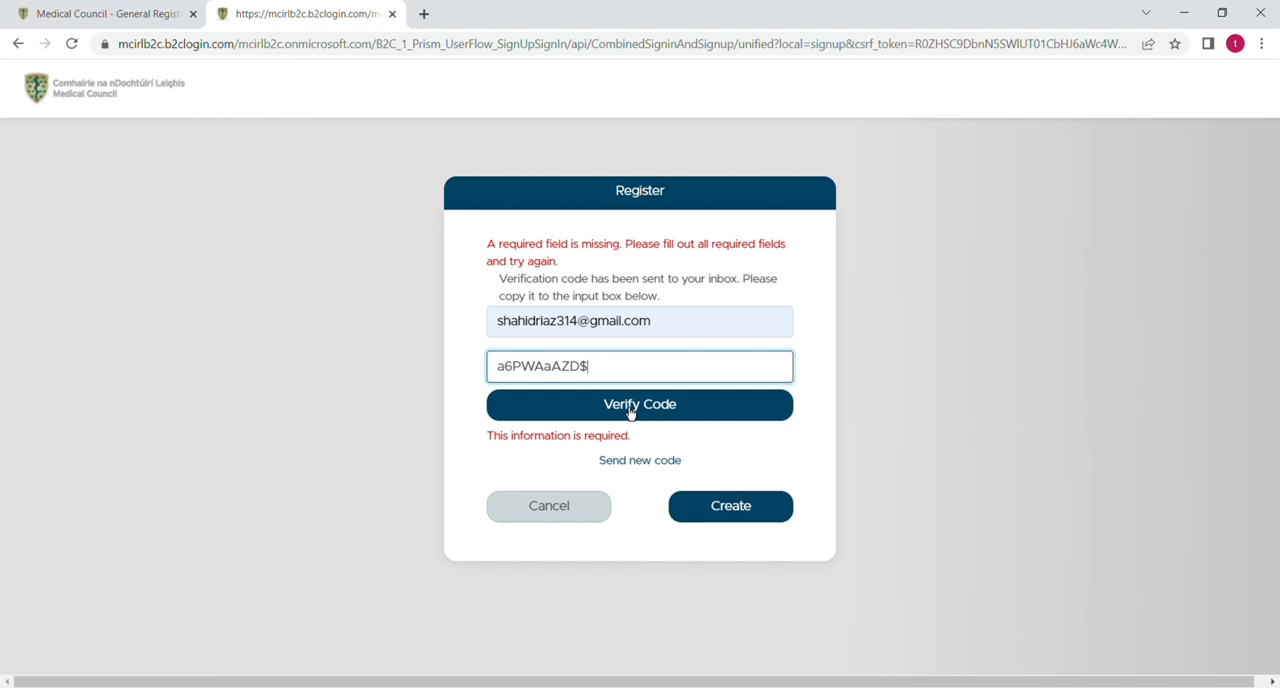 Medical Council - General Regist
https://mcirlb2c.b2clogin.com/m
mcirlb2c.b2clogin.com/mcirlb2c.onmicrosoft.com/B2C_1_Prism_UserFlow_SignUpSignIn/api/CombinedSigninAndSignup/unified?local=signup&csrf_token=R0ZHSC9DbnN5SWlUT01CbHJ6aWc4W...
t
Comhairle na nDochtúirí Leighis
Medical Council
Register
A required field is missing. Please fill out all required fields
and try again.
Verification code has been sent to your inbox. Please
copy it to the input box below.
shahidriaz314@gmail.com
a6PWAaAZD$
Verify Code
This information is required.
Send new code
Cancel
Create